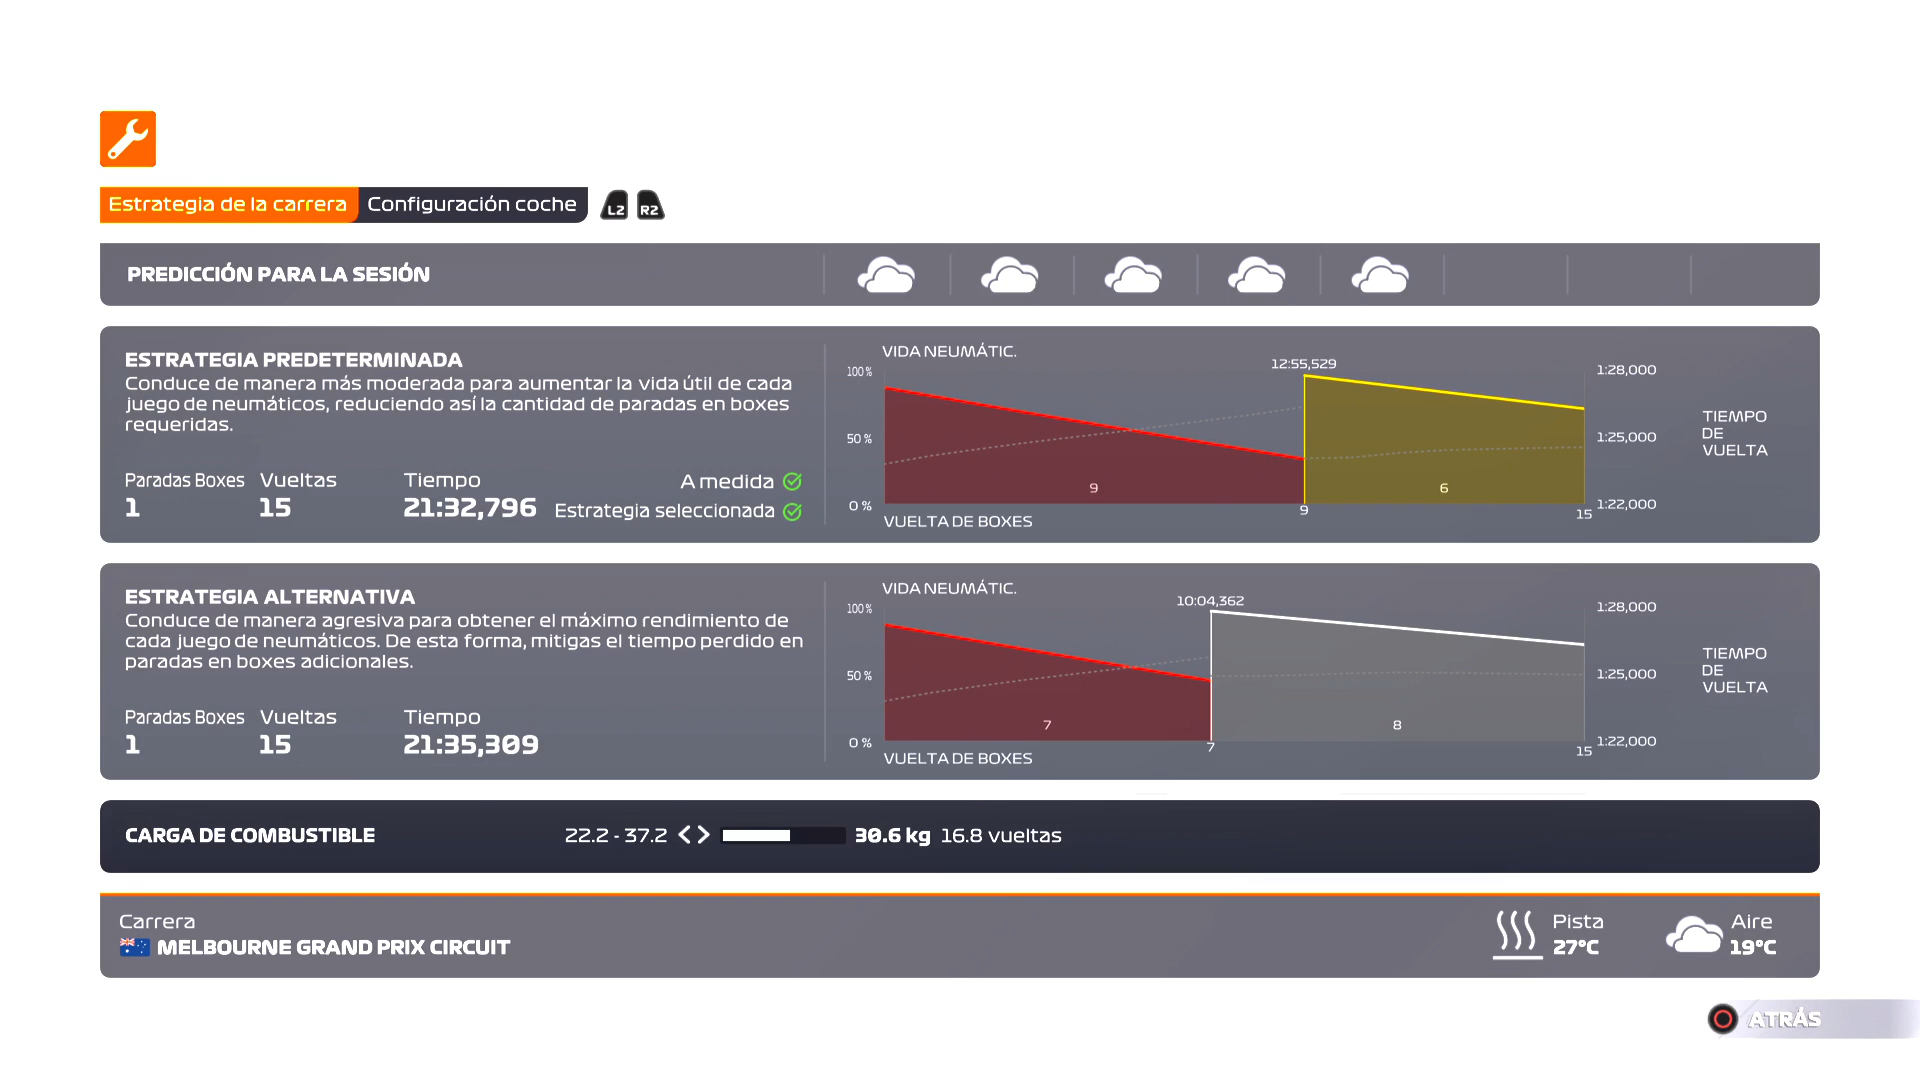 Estrategia de la carrera
Configuración coche
L2 R2
PREDICCIÓN PARA LA SESIÓN
ESTRATEGIA PREDETERMINADA
Conduce de manera más moderada para aumentar la vida útil de cada
juego de neumáticos, reduciendo así la cantidad de paradas en boxes
requeridas.
Paradas Boxes
1
Vueltas
15
Tiempo
21:32,796
A medida
Estrategia seleccionada
VIDA NEUMÁTIC.
100 %
50 %
0 %
12:55,529
9
6
9
15
VUELTA DE BOXES
1:28,000
1:25,000
1:22,000
TIEMPO
DE
VUELTA
ESTRATEGIA ALTERNATIVA
Conduce de manera agresiva para obtener el máximo rendimiento de
cada juego de neumáticos. De esta forma, mitigas el tiempo perdido en
paradas en boxes adicionales.
Paradas Boxes
1
Vueltas
15
Tiempo
21:35,309
VIDA NEUMÁTIC.
100 %
50 %
0 %
10:04,362
7
8
7
15
VUELTA DE BOXES
1:28,000
1:25,000
1:22,000
TIEMPO
DE
VUELTA
CARGA DE COMBUSTIBLE
22.2 - 37.2
30.6 kg 16.8 vueltas
Carrera
MELBOURNE GRAND PRIX CIRCUIT
Pista
27°C
Aire
19°C
ATRÁS